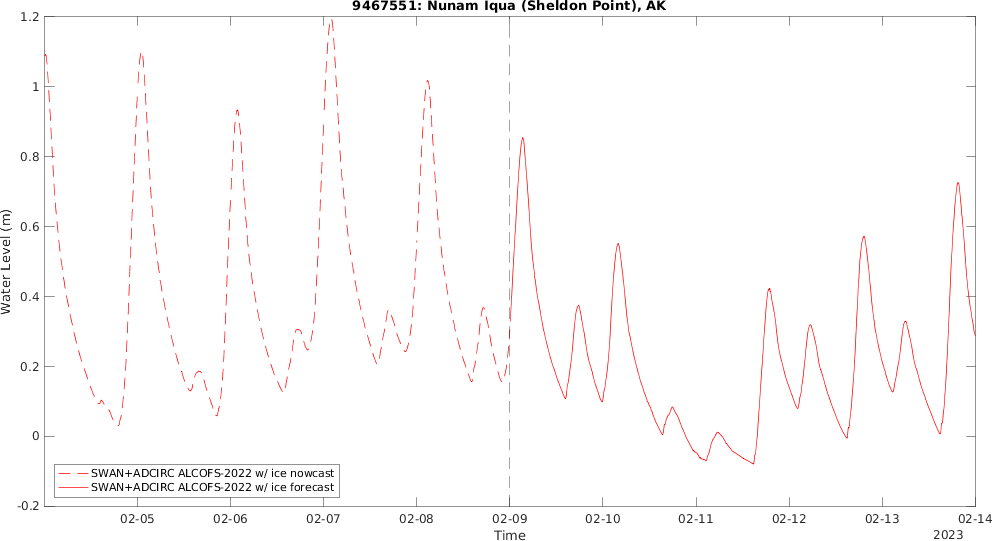 9467551: Nunam Iqua (Sheldon Point), AK
1.2
1
0.8
0.6
0.4
0.2
0
-0.2
Water Level (m)
SWAN+ADCIRC ALCOFS-2022 w/ ice nowcast
SWAN+ADCIRC ALCOFS-2022 w/ ice forecast
02-05 02-06 02-07 02-08 02-09 02-10 02-11 02-12 02-13 02-14
Time
2023